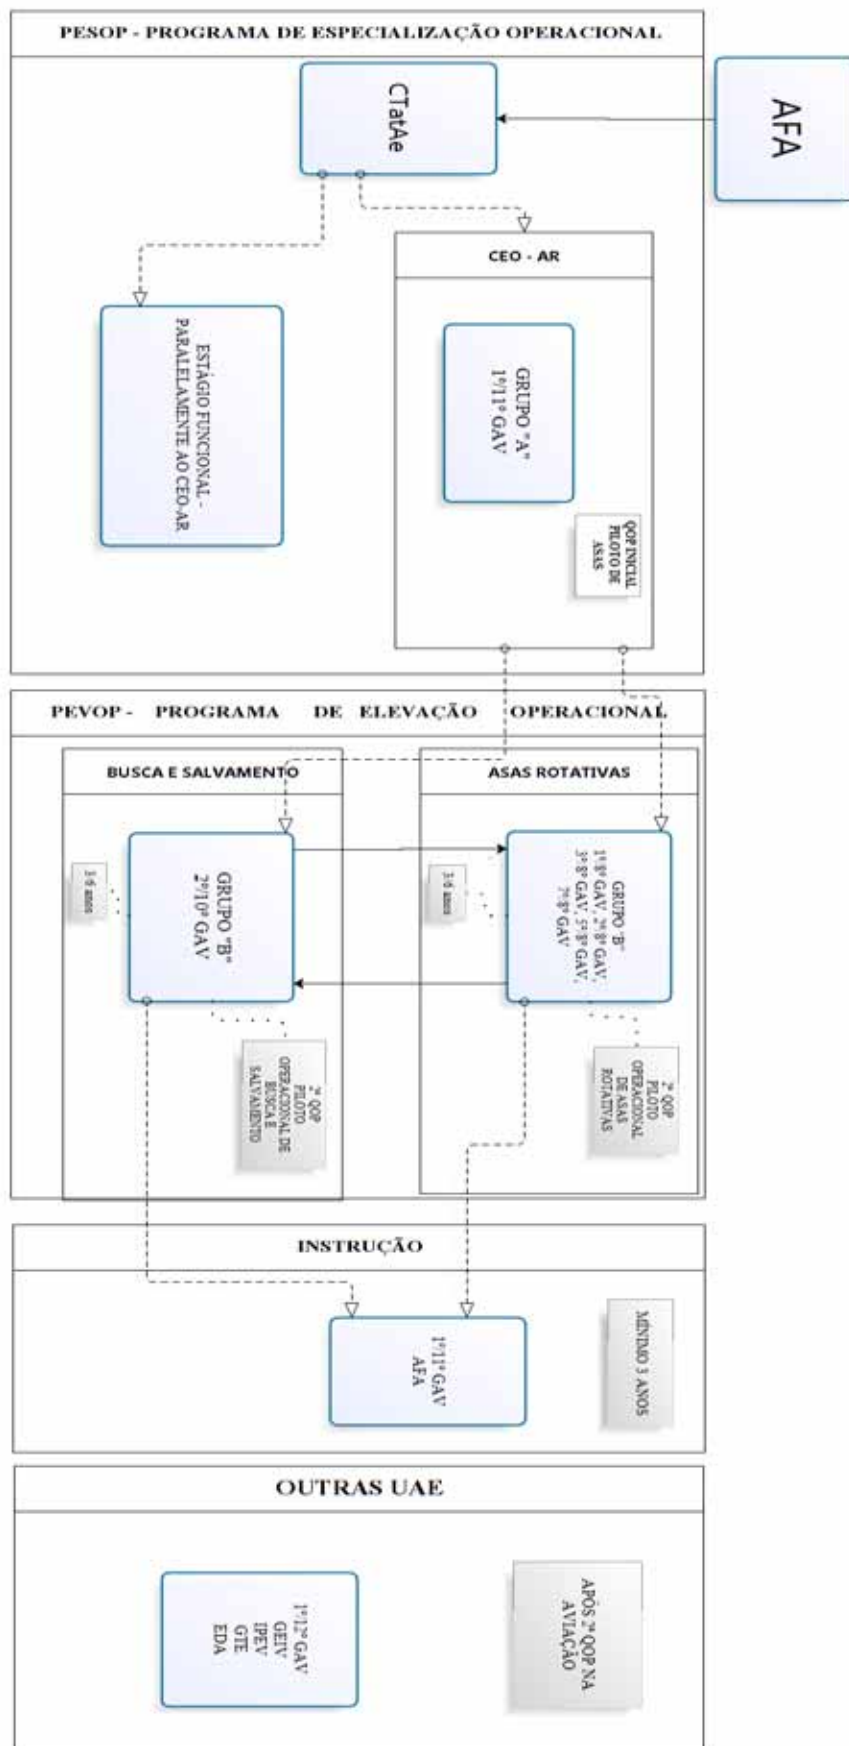 PESOP - PROGRAMA DE ESPECIALIZAÇÃO OPERACIONAL
AFA
CTatAe
CEO - AR
GRUPO "A"
1º/11º GAV
QOP INICIAL
PILOTO DE
ASAS
ESTÁGIO FUNCIONAL -
PARALELAMENTE AO CEO-AR
PEVOP - PROGRAMA DE ELEVAÇÃO OPERACIONAL
BUSCA E SALVAMENTO
GRUPO "B"
2º/10º GAV
3/6 anos
2ª QOP
PILOTO
OPERACIONAL DE
BUSCA E
SALVAMENTO
ASAS ROTATIVAS
GRUPO "B"
1º/8º GAV, 2º/8º GAV,
3º/8º GAV, 5º/8º GAV,
7º/8º GAV
3/6 anos
2ª QOP
PILOTO
OPERACIONAL
DE ASAS
ROTATIVAS
INSTRUÇÃO
1º/11º GAV
AFA
MÍNIMO 3 ANOS
OUTRAS UAE
1º/12º GAV
GEIV
IPEV
GTE
EDA
APÓS 2ª QOP NA
AVIAÇÃO